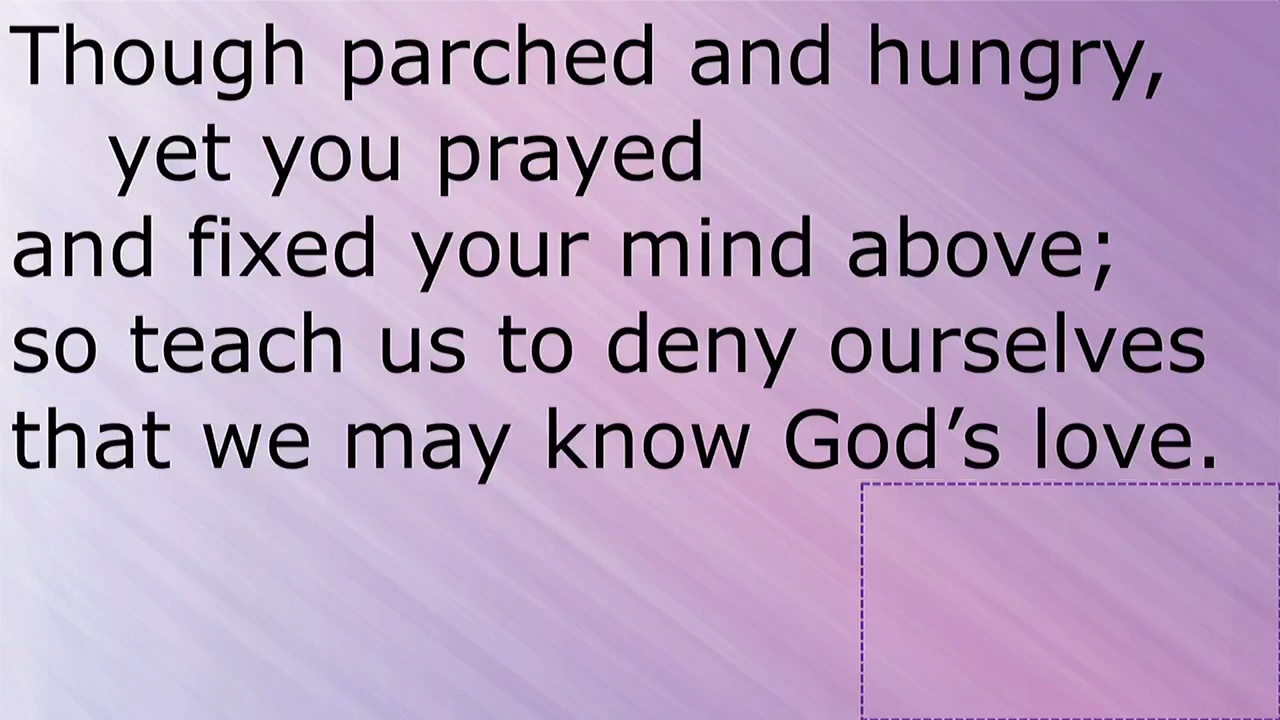 Though parched and hungry,
yet you prayed
and fixed your mind above;
so teach us to deny ourselves
that we may know God’s love.